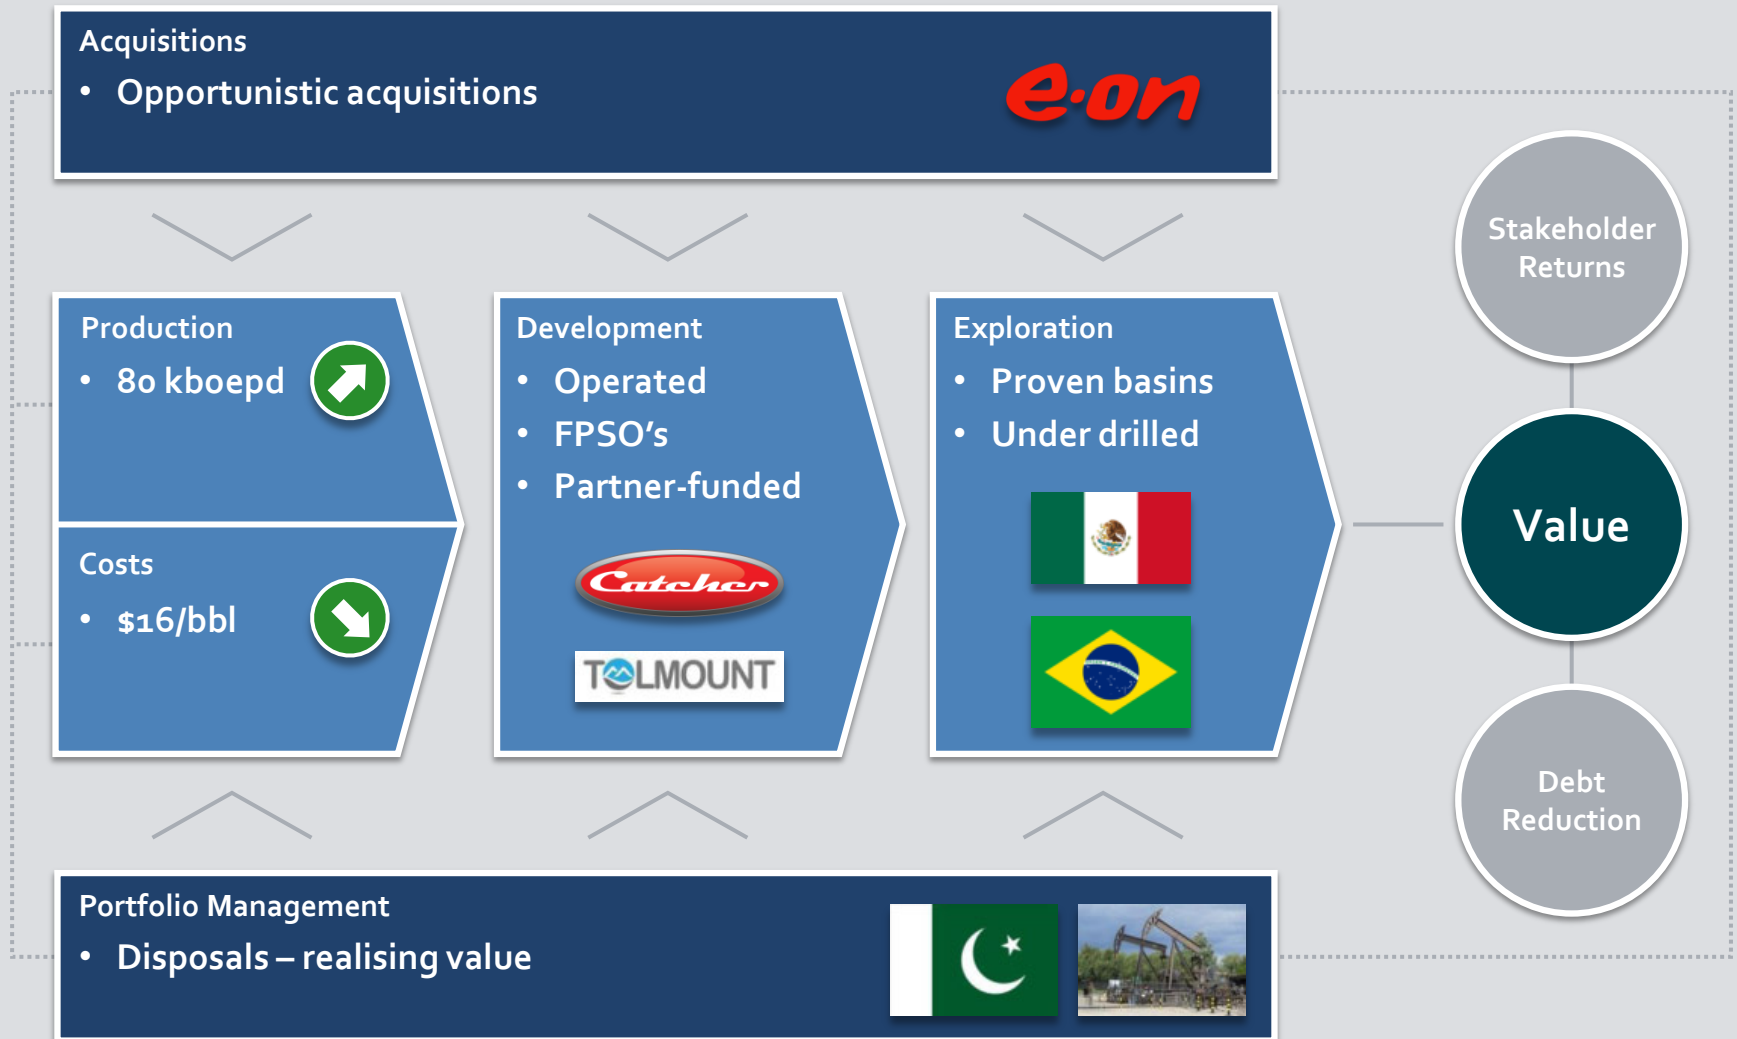 Acquisitions
• Opportunistic acquisitions
e·on
Production
• 80 kboepd
Costs
• $16/bbl
Development
• Operated
• FPSO's
• Partner-funded
Catcher
TOLMOUNT
Exploration
• Proven basins
• Under drilled
Stakeholder
Returns
Value
Debt
Reduction
Portfolio Management
• Disposals – realising value